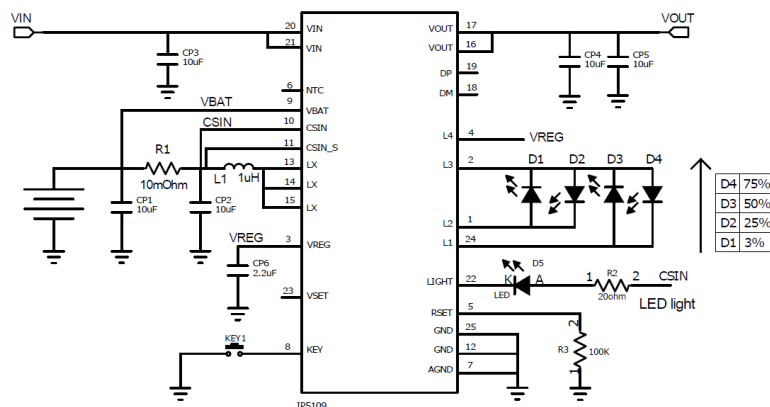 VIN
20
VIN
21
VIN
CP3
10uF
6
NTC
VBAT
9
VBAT
CSIN
10
CSIN
11
CSIN_S
R1
10mOhm
L1
1uH
13
LX
14
LX
15
LX
CP1
10uF
CP2
10uF
VREG
3
VREG
CP6
2.2uF
23
VSET
KEY1
8
KEY
IP5109
VOUT
17
VOUT
VOUT
16
CP4
10uF
CP5
10uF
DP
19
DM
18
L4
4
VREG
L3
2
D1
D2
D3
D4
L2
1
L1
24
D4 75%
D3 50%
D2 25%
D1 3%
LIGHT
22
K
A
D5
LED
1
R2
2
20ohm
CSIN
LED light
RSET
5
GND
25
GND
12
AGND
7
2
R3
100K
1